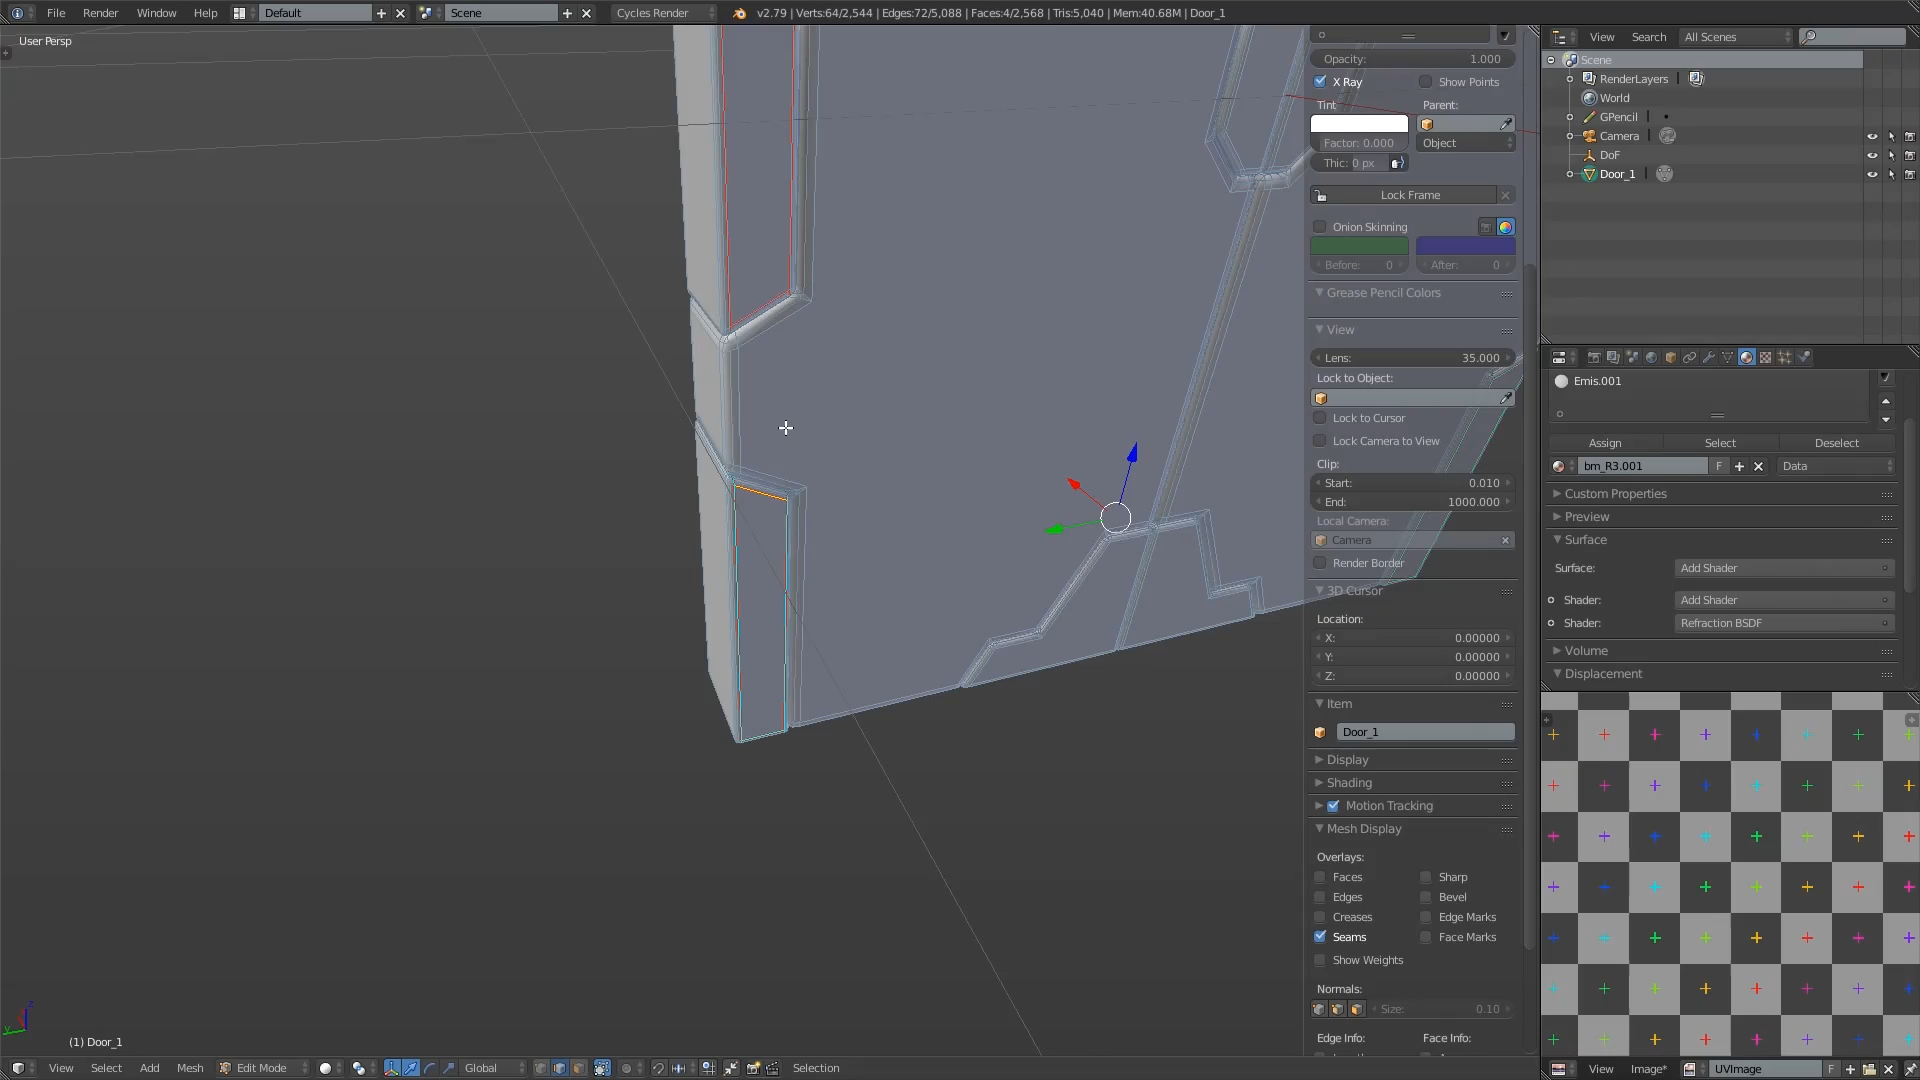 File Render Window Help Default Scene Cycles Render v2.79 | Verts:64/2,544 | Edges:72/5,088 | Faces:4/2,568 | Tris:5,040 | Mem:40.68M | Door_1
User Persp
Opacity: 1.000
X Ray Show Points
Tint Parent:
Factor: 0.000 Object
Thic: 0 px
Lock Frame
Onion Skinning
Before: 0 After: 0
Grease Pencil Colors
View
Lens: 35.000
Lock to Object:
Lock to Cursor
Lock Camera to View
Clip:
Start: 0.010
End: 1000.000
Local Camera:
Camera
Render Border
3D Cursor
Location:
X: 0.00000
Y: 0.00000
Z: 0.00000
Item
Door_1
Display
Shading
Motion Tracking
Mesh Display
Overlays:
Faces Sharp
Edges Bevel
Creases Edge Marks
Seams Face Marks
Show Weights
Normals:
Size: 0.10
Edge Info: Face Info:
View Search All Scenes
Scene
RenderLayers
World
GPencil
Camera
DoF
Door_1
Emis.001
Assign Select Deselect
bm_R3.001 F Data
Custom Properties
Preview
Surface
Surface: Add Shader
Shader: Add Shader
Shader: Refraction BSDF
Volume
Displacement
(1) Door_1
View Select Add Mesh Edit Mode Global Selection
View Image* UVImage F